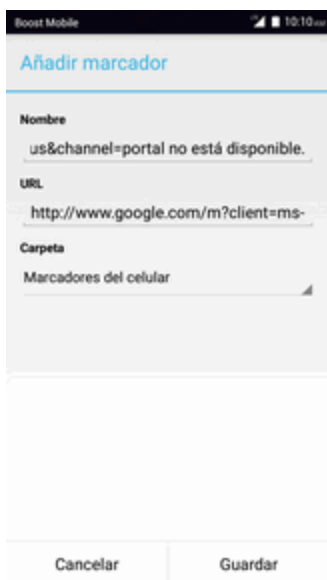 Boost Mobile 10:10
Añadir marcador
Nombre
us&channel=portal no está disponible.
URL
http://www.google.com/m?client=ms-
Carpeta
Marcadores del celular
Cancelar Guardar